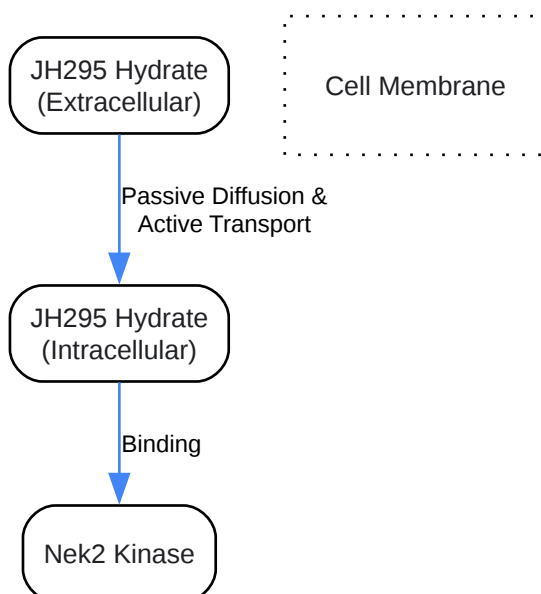 JH295 Hydrate
(Extracellular)
Cell Membrane
Passive Diffusion &
Active Transport
JH295 Hydrate
(Intracellular)
Binding
Nek2 Kinase